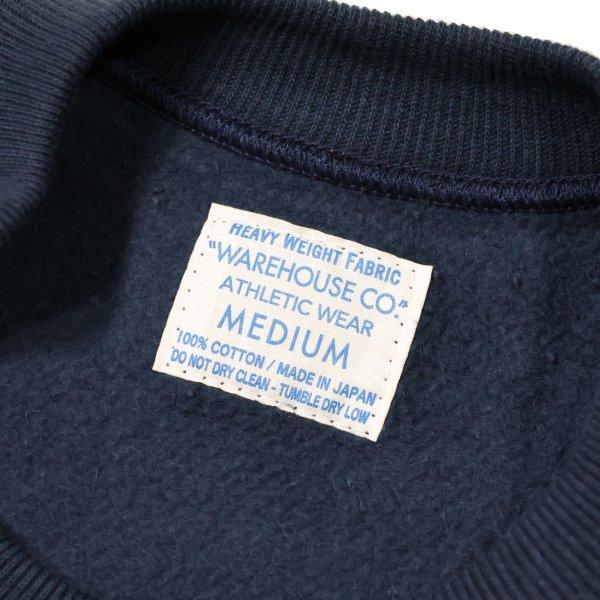 HEAVY WEIGHT FABRIC
"WAREHOUSE CO."
ATHLETIC WEAR
MEDIUM
100% COTTON / MADE IN JAPAN
DO NOT DRY CLEAN - TUMBLE DRY LOW